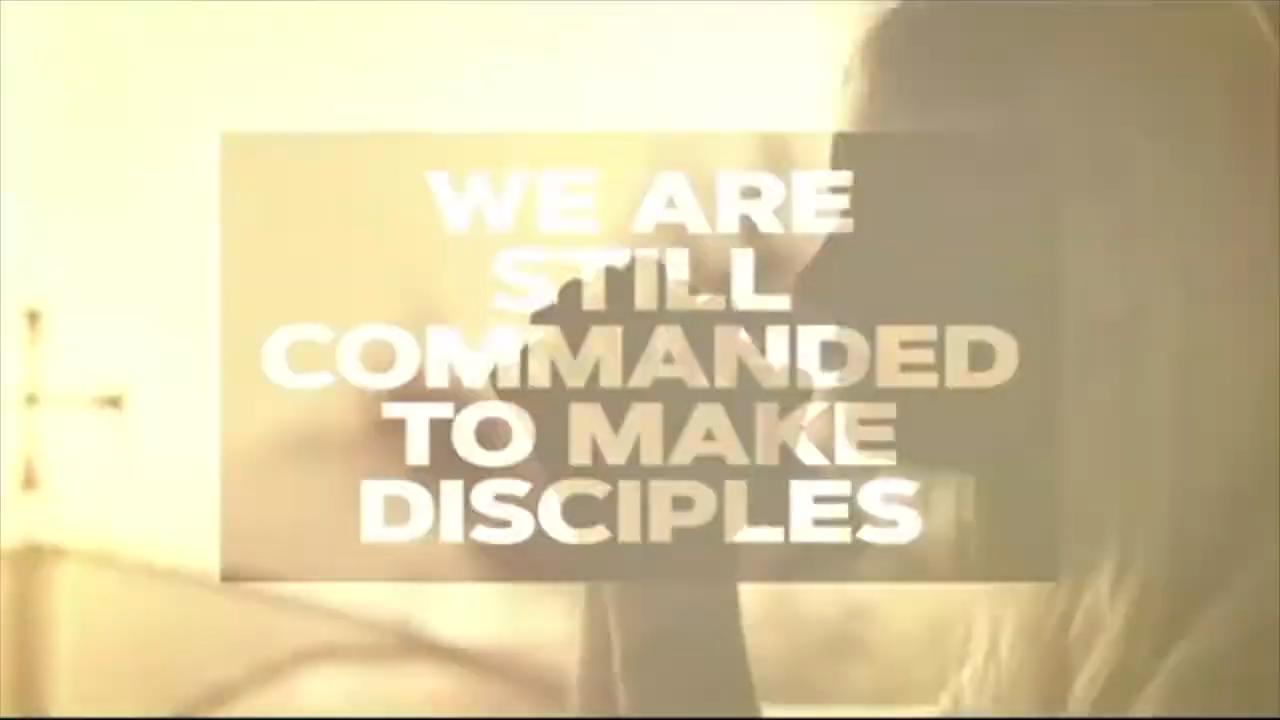 WE ARE
STILL
COMMANDED
TO MAKE
DISCIPLES